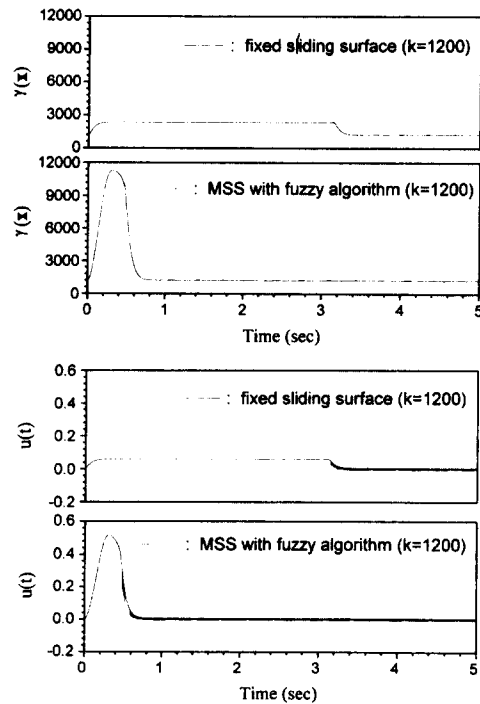 12000
9000
6000
3000
0
γ(x)
: fixed sliding surface (k=1200)
12000
9000
6000
3000
0
γ(x)
: MSS with fuzzy algorithm (k=1200)
0 1 2 3 4 5
Time (sec)
0.6
0.4
0.2
0.0
-0.2
u(t)
: fixed sliding surface (k=1200)
0.6
0.4
0.2
0.0
-0.2
u(t)
: MSS with fuzzy algorithm (k=1200)
0 1 2 3 4 5
Time (sec)